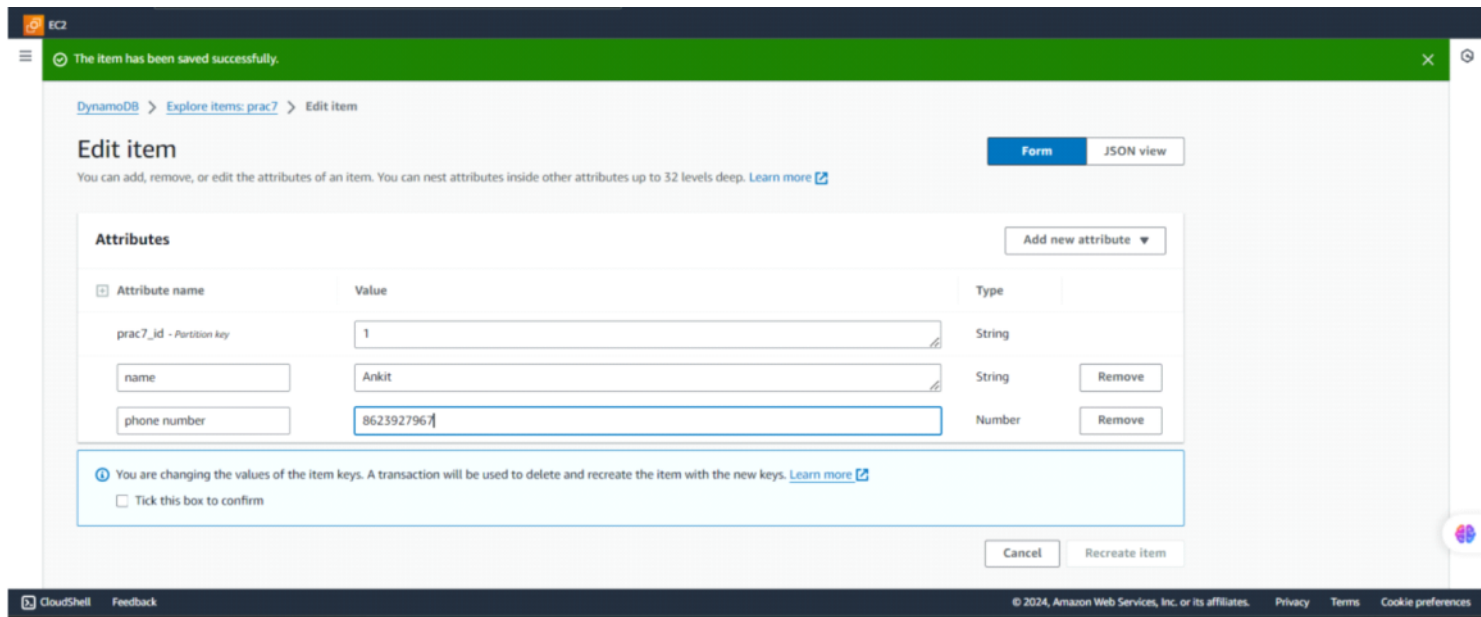 EC2
The item has been saved successfully.
DynamoDB > Explore items: prac7 > Edit item
Edit item
Form JSON view
You can add, remove, or edit the attributes of an item. You can nest attributes inside other attributes up to 32 levels deep. Learn more
Attributes Add new attribute ▼
Attribute name Value Type
prac7_id - Partition key 1 String
name Ankit String Remove
phone number 8623927967 Number Remove
You are changing the values of the item keys. A transaction will be used to delete and recreate the item with the new keys. Learn more
Tick this box to confirm
Cancel Recreate item
CloudShell Feedback © 2024, Amazon Web Services, Inc. or its affiliates. Privacy Terms Cookie preferences